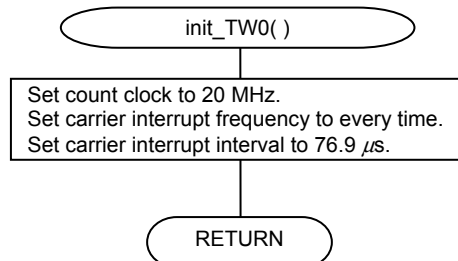 init_TW0( )
Set count clock to 20 MHz.
Set carrier interrupt frequency to every time.
Set carrier interrupt interval to 76.9 μs.
RETURN